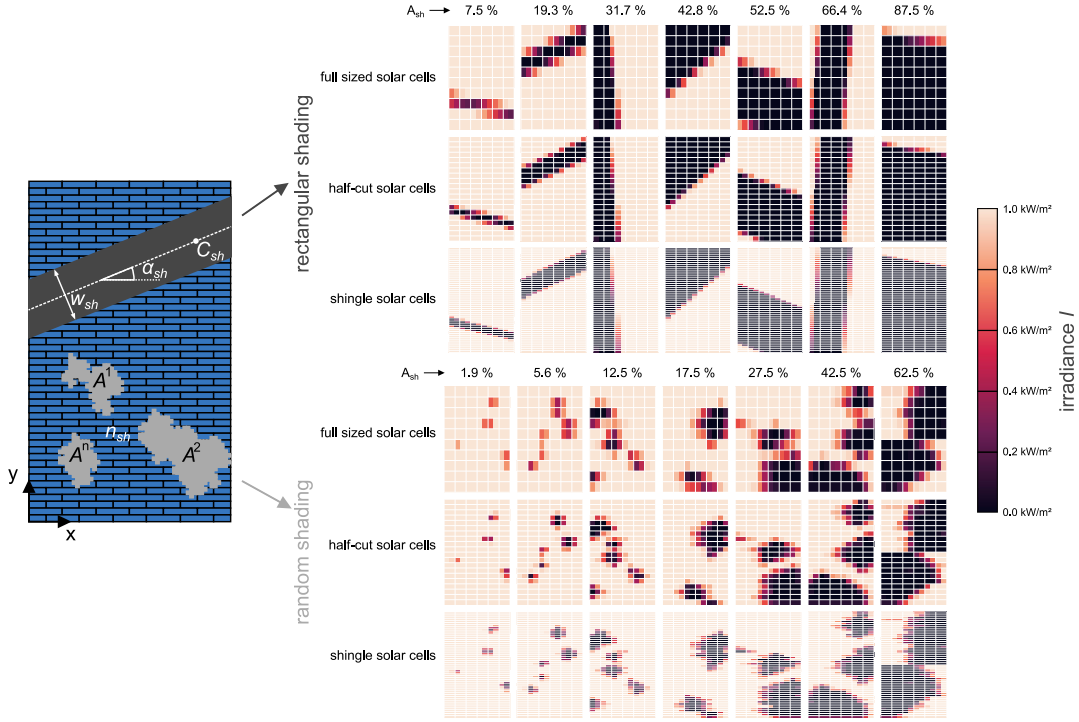 A_sh → 7.5 % 19.3 % 31.7 % 42.8 % 52.5 % 66.4 % 87.5 %
full sized solar cells
half-cut solar cells
shingle solar cells
rectangular shading
C_sh
α_sh
w_sh
A^1
n_sh
A^n
A^2
y
x
A_sh → 1.9 % 5.6 % 12.5 % 17.5 % 27.5 % 42.5 % 62.5 %
full sized solar cells
half-cut solar cells
shingle solar cells
random shading
1.0 kW/m²
0.8 kW/m²
0.6 kW/m²
0.4 kW/m²
0.2 kW/m²
0.0 kW/m²
irradiance I